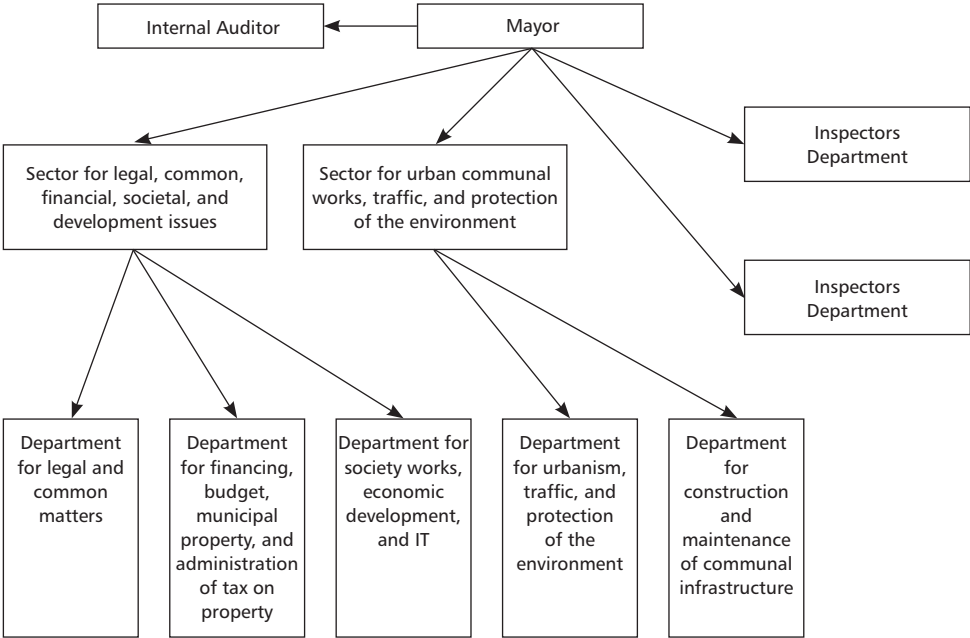 Internal Auditor
Mayor
Inspectors
Department
Sector for legal, common,
financial, societal, and
development issues
Sector for urban communal
works, traffic, and protection
of the environment
Inspectors
Department
Department
for legal and
common
matters
Department
for financing,
budget,
municipal
property, and
administration
of tax on
property
Department for
society works,
economic
development,
and IT
Department
for urbanism,
traffic, and
protection
of the
environment
Department
for
construction
and
maintenance
of communal
infrastructure